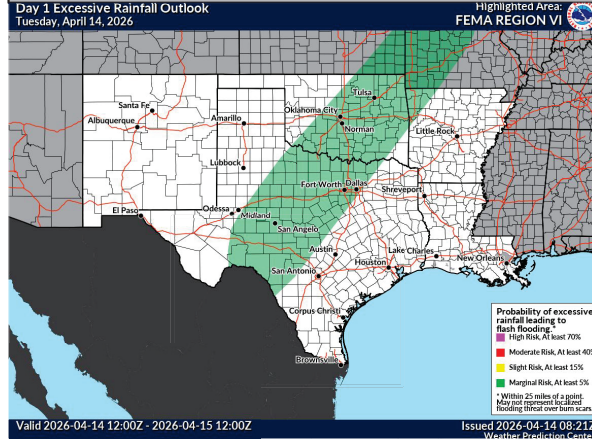 Day 1 Excessive Rainfall Outlook
Tuesday, April 14, 2026
Highlighted Area:
FEMA REGION VI
Tulsa
Santa Fe
Oklahoma City
Albuquerque
Amarillo
Norman
Little Rock
Lubbock
Fort Worth
Dallas
Shreveport
El Paso
Odessa
Midland
San Angelo
Austin
Lake Charles
Houston
New Orleans
San Antonio
Corpus Christi
Brownsville
Probability of excessive
rainfall leading to
flash flooding.*
High Risk, At least 70%
Moderate Risk, At least 40%
Slight Risk, At least 15%
Marginal Risk, At least 5%
* Within 25 miles of a point.
May not represent localized
flooding threat over burn scars.
Valid 2026-04-14 12:00Z - 2026-04-15 12:00Z
Issued 2026-04-14 08:21Z
Weather Prediction Center